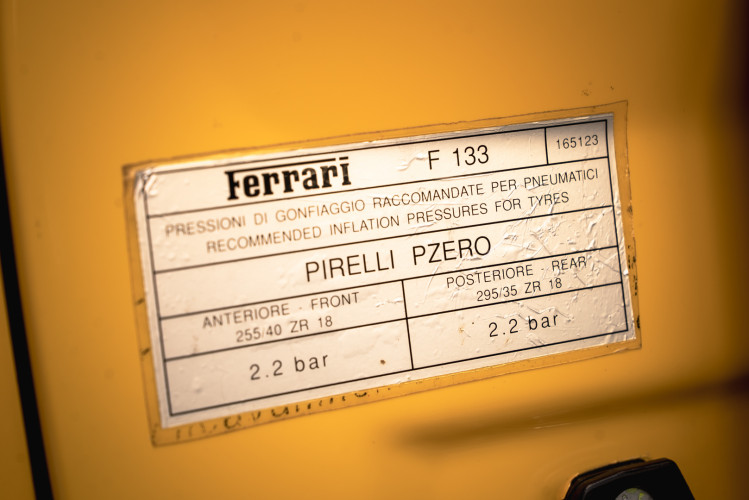 Ferrari F 133 165123
PRESSIONI DI GONFIAGGIO RACCOMANDATE PER PNEUMATICI
RECOMMENDED INFLATION PRESSURES FOR TYRES
PIRELLI PZERO
ANTERIORE - FRONT
255/40 ZR 18
POSTERIORE - REAR
295/35 ZR 18
2.2 bar
2.2 bar